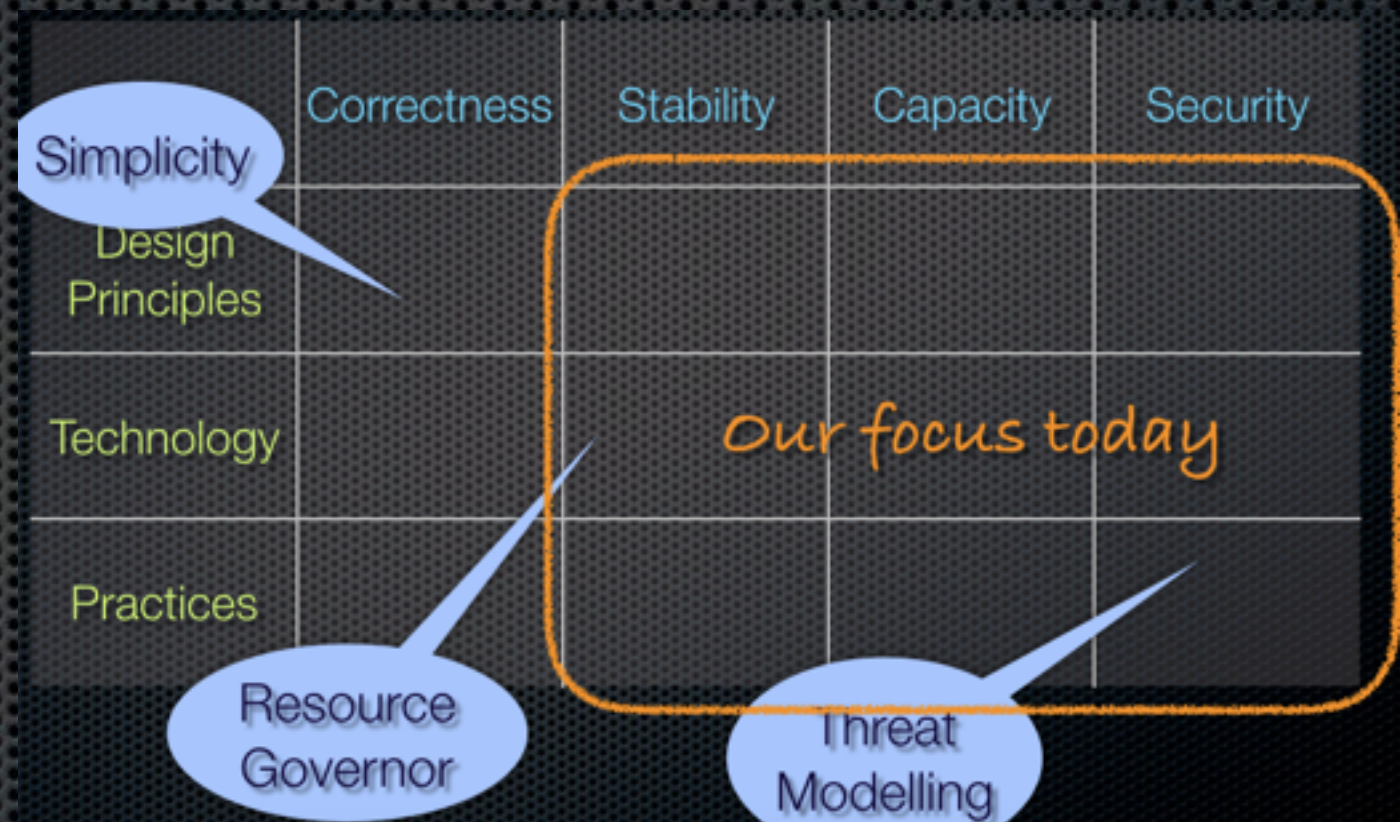 Correctness
Stability
Capacity
Security
Simplicity
Design
Principles
Technology
Our focus today
Practices
Resource
Governor
Threat
Modelling